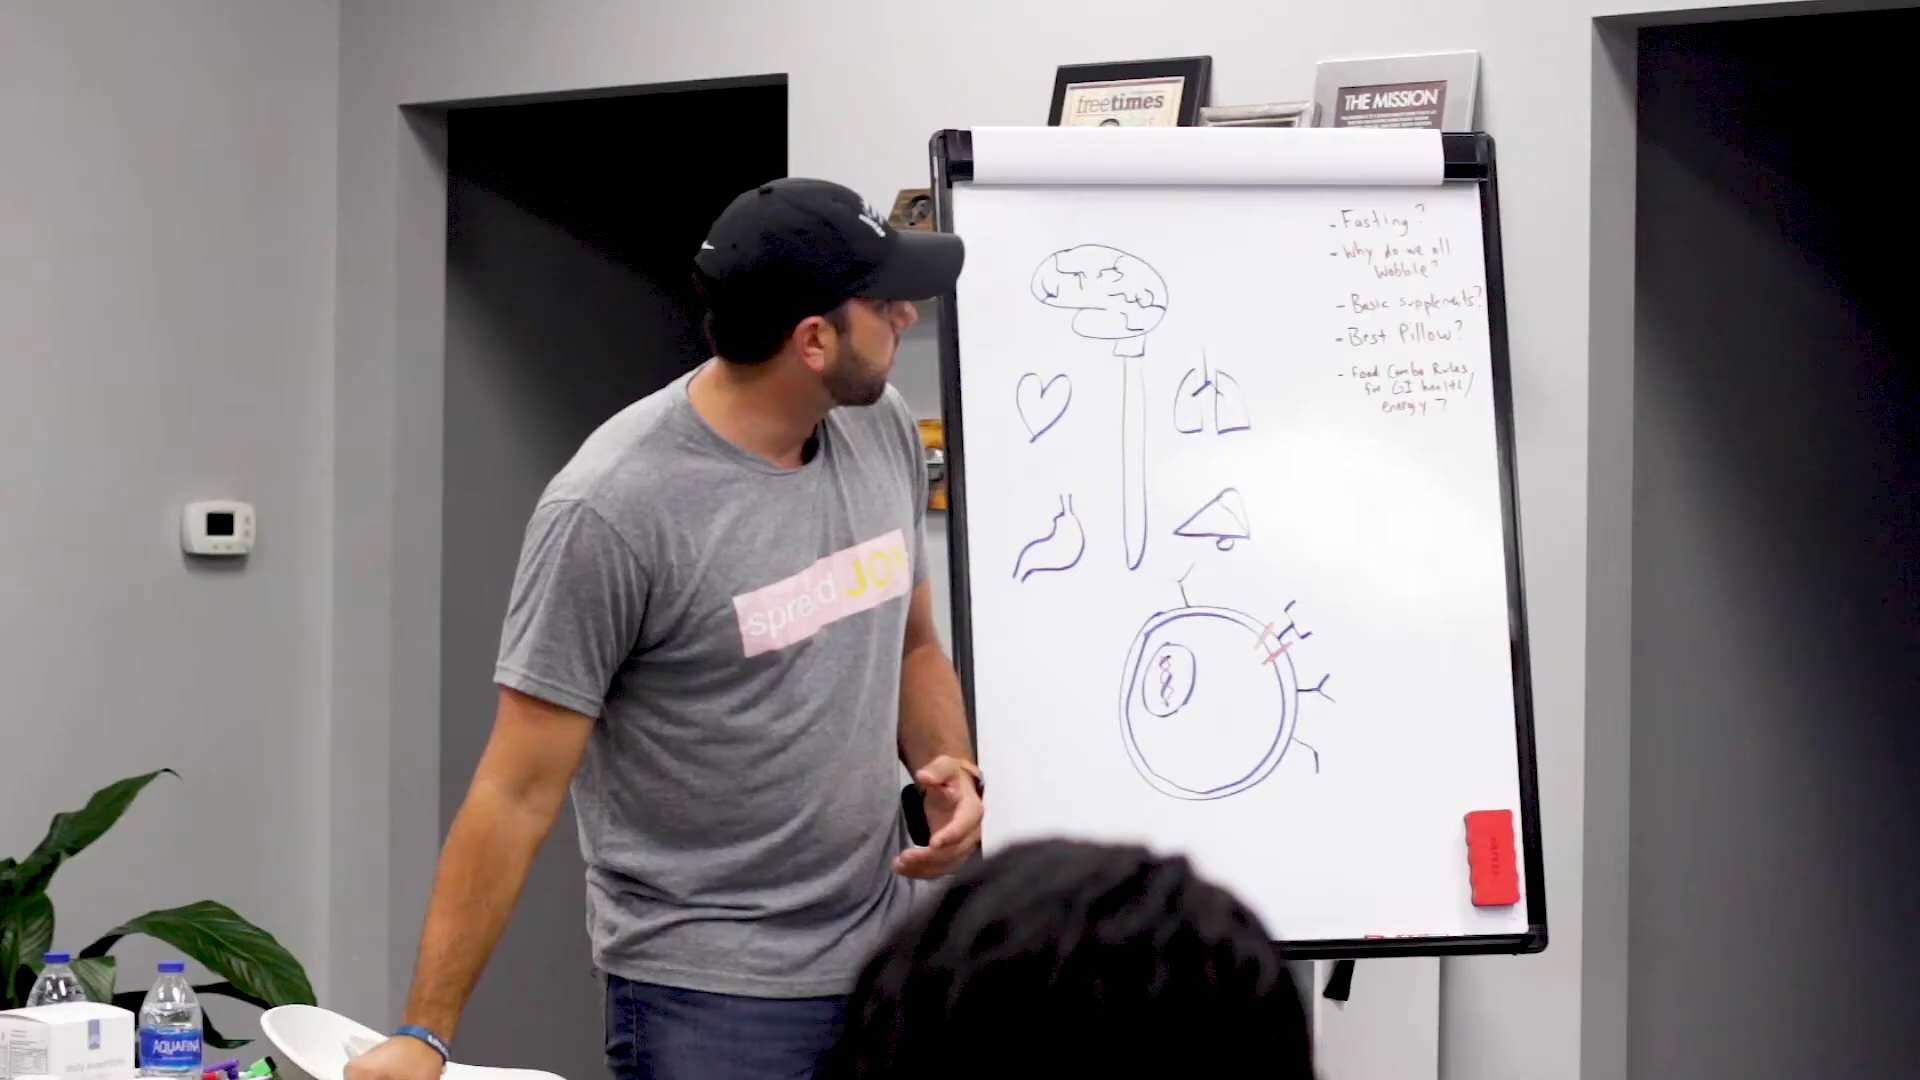 freetimes
THE MISSION
- Fasting?
- Why do we all
Wobble?
- Basic supplements?
- Best Pillow?
- Food Combo Rules
for GI health/
energy?
spread JOY
AQUAFINA